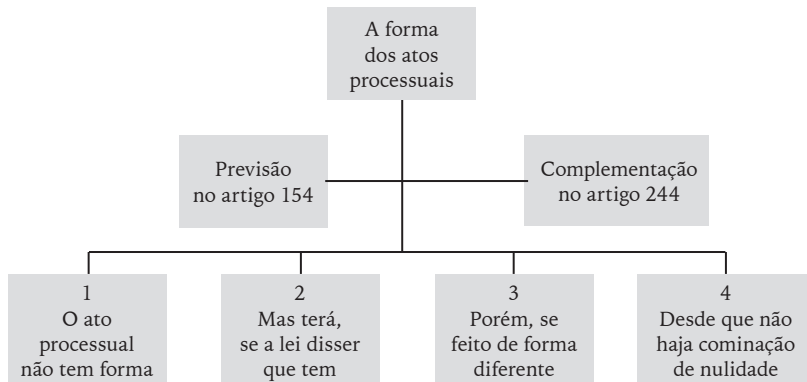 A forma
dos atos
processuais
Previsão
no artigo 154
Complementação
no artigo 244
1
O ato
processual
não tem forma
2
Mas terá,
se a lei disser
que tem
3
Porém, se
feito de forma
diferente
4
Desde que não
haja cominação
de nulidade